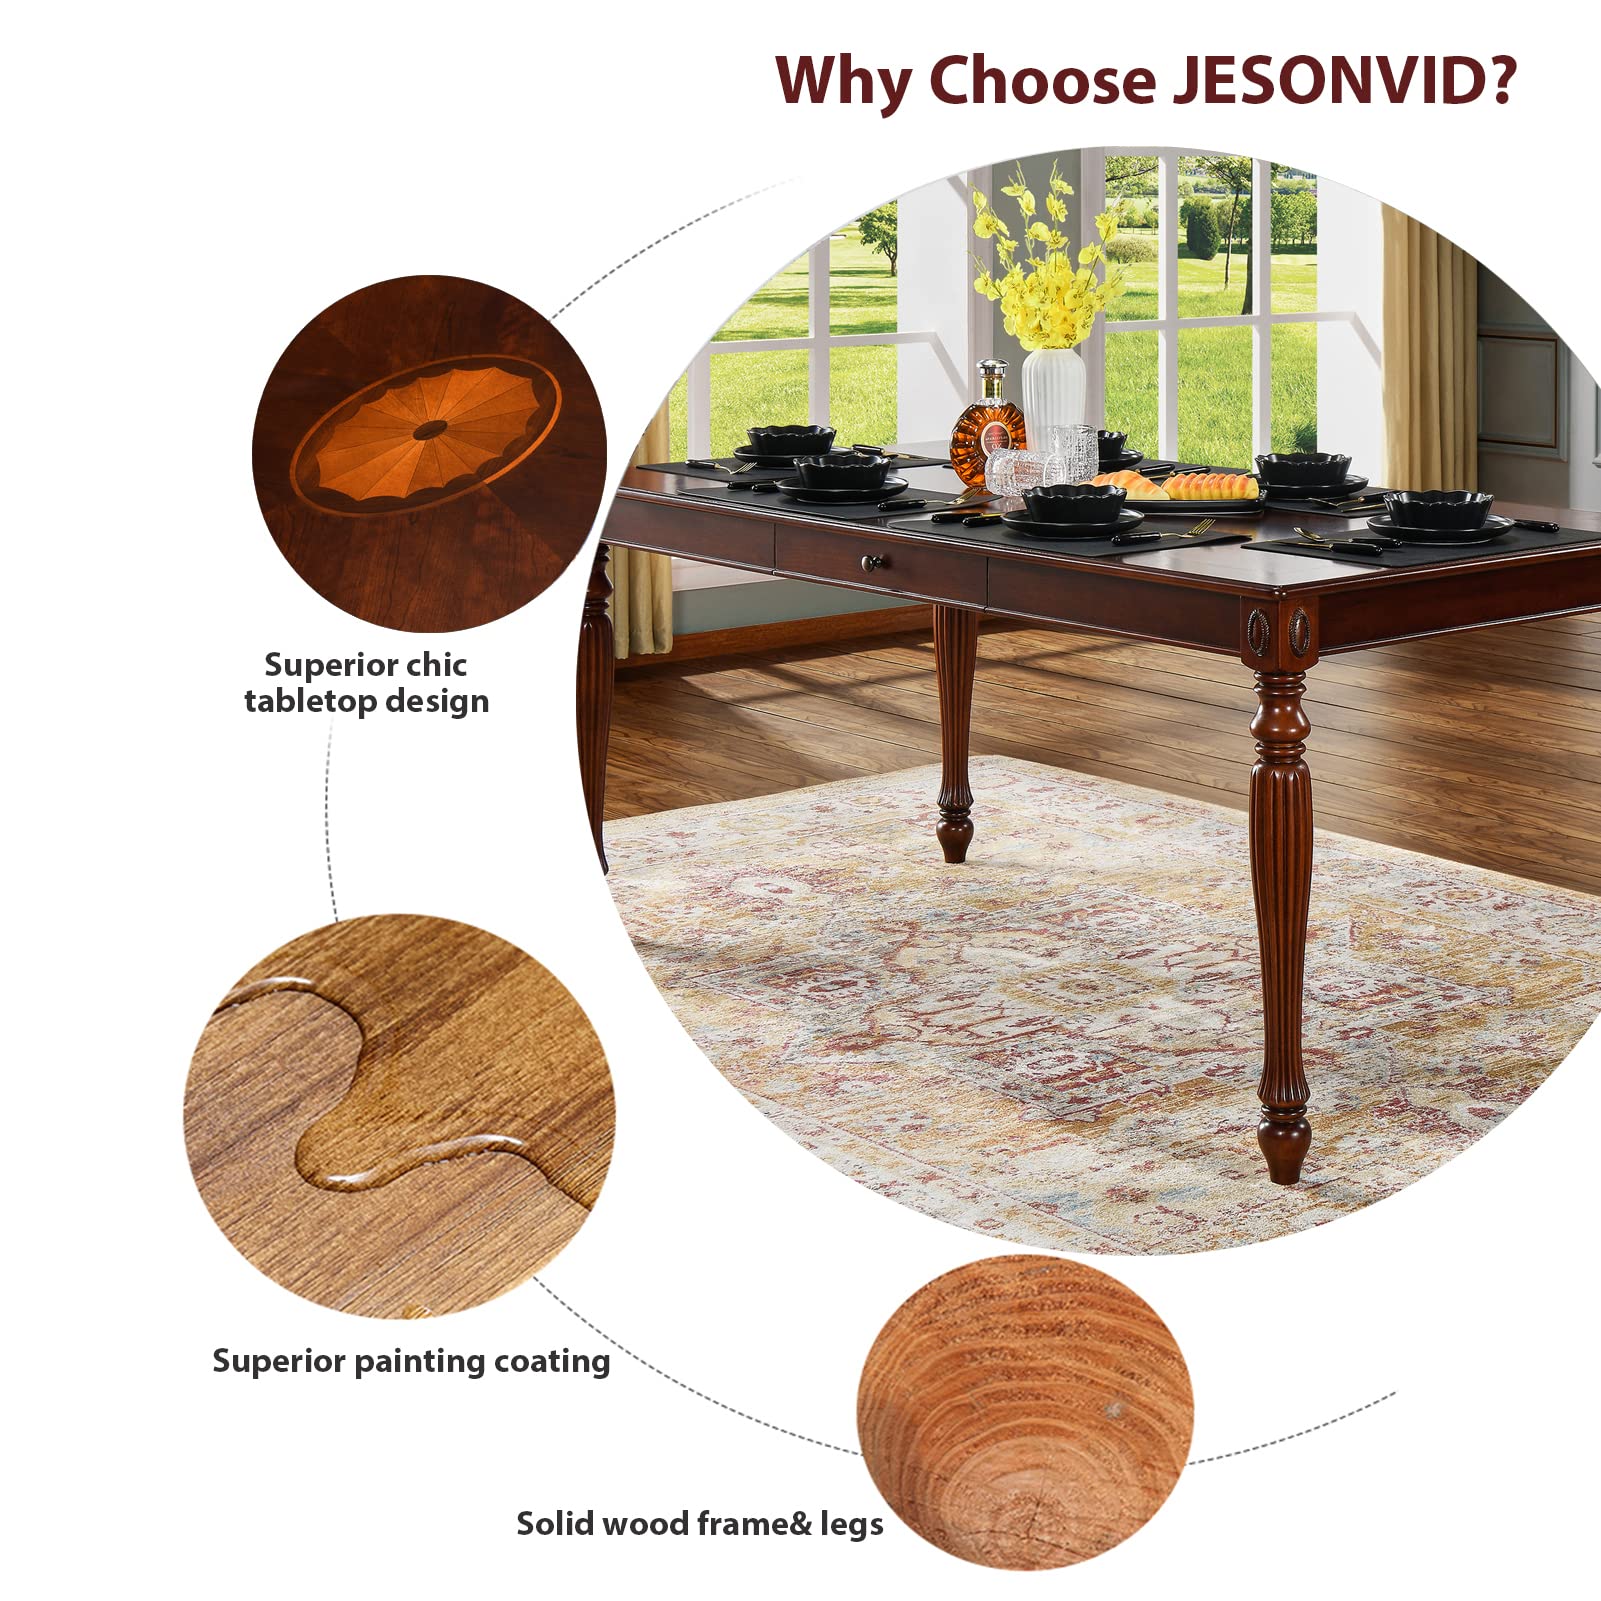 Why Choose JESONVID?
Superior chic
tabletop design
Superior painting coating
Solid wood frame& legs